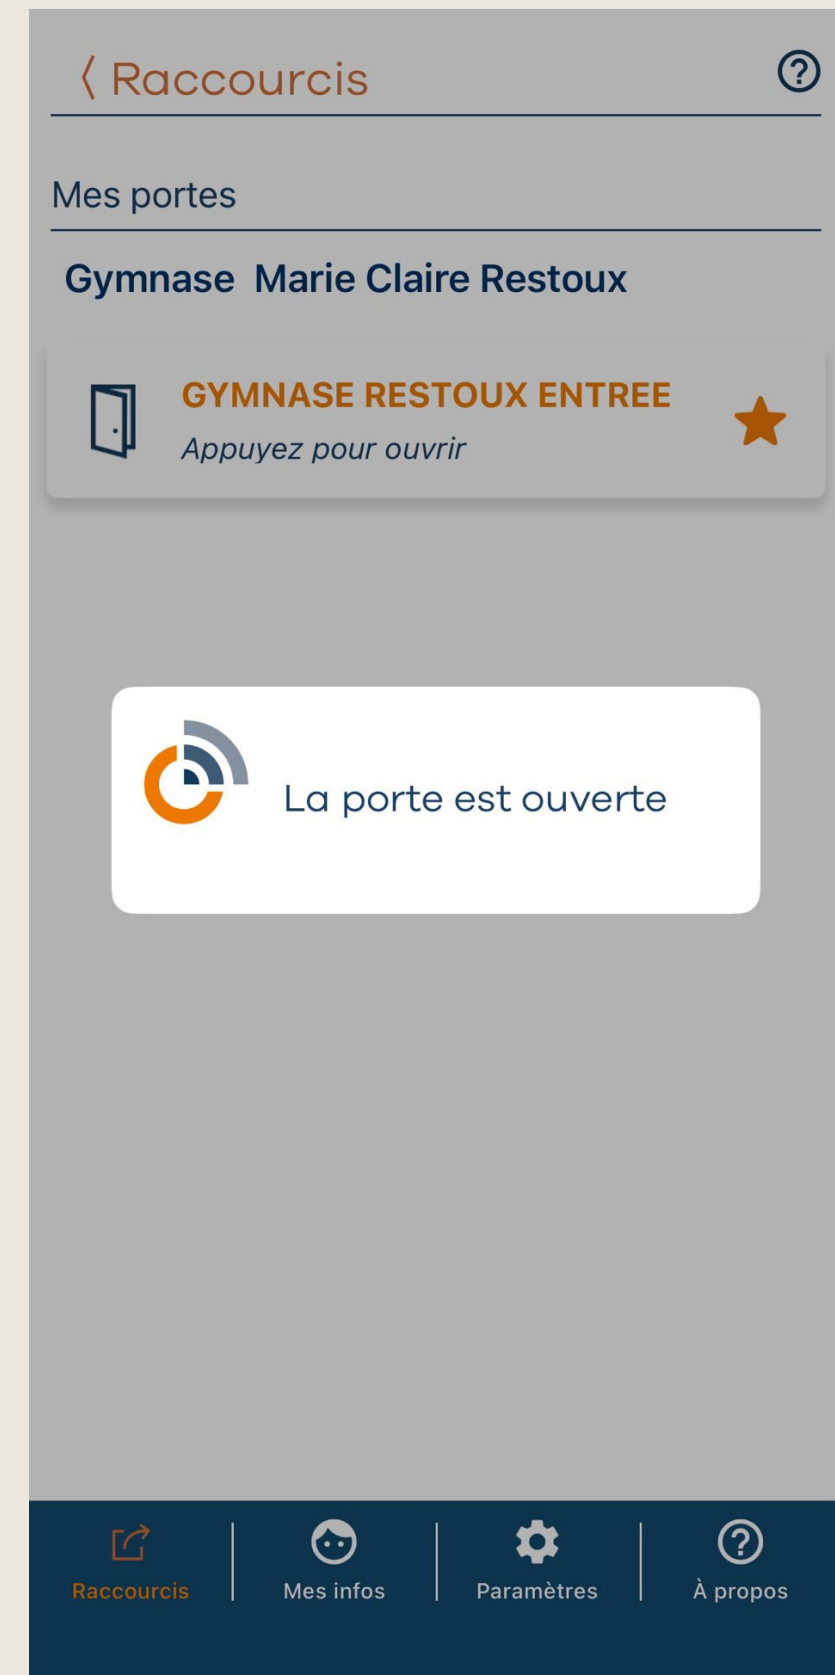 Raccourcis
Mes portes
Gymnase Marie Claire Restoux
GYMNASE RESTOUX ENTREE
Appuyez pour ouvrir
La porte est ouverte
Raccourcis
Mes infos
Paramètres
À propos